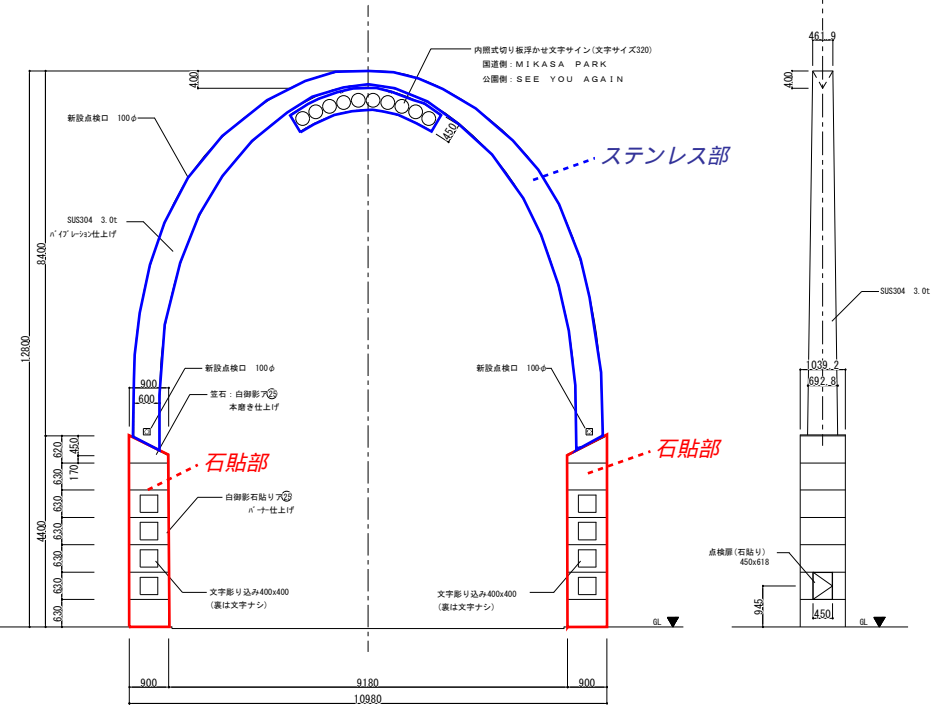 461.9
400
400
内照式切り板浮かせ文字サイン(文字サイズ320)
国道側：ＭＩＫＡＳＡ　ＰＡＲＫ
公園側：ＳＥＥ　ＹＯＵ　ＡＧＡＩＮ
新設点検口　100φ
450
ステンレス部
SUS304　3.0t
バイブレーション仕上げ
8400
SUS304　3.0t
12800
新設点検口　100φ
新設点検口　100φ
1039.2
900
692.8
600
笠石：白御影ア25
本磨き仕上げ
450
620
170
石貼部
石貼部
630
白御影石貼りア25
バーナー仕上げ
630
4400
630
630
点検扉(石貼り)
450x618
文字彫り込み400x400
(裏は文字ナシ)
文字彫り込み400x400
(裏は文字ナシ)
630
945
450
630
GL
GL
900
9180
900
10980